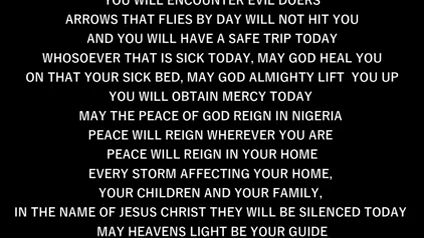 YOU WILL ENCOUNTER EVIL DOERS
ARROWS THAT FLIES BY DAY WILL NOT HIT YOU
AND YOU WILL HAVE A SAFE TRIP TODAY
WHOSOEVER THAT IS SICK TODAY, MAY GOD HEAL YOU
ON THAT YOUR SICK BED, MAY GOD ALMIGHTY LIFT YOU UP
YOU WILL OBTAIN MERCY TODAY
MAY THE PEACE OF GOD REIGN IN NIGERIA
PEACE WILL REIGN WHEREVER YOU ARE
PEACE WILL REIGN IN YOUR HOME
EVERY STORM AFFECTING YOUR HOME,
YOUR CHILDREN AND YOUR FAMILY,
IN THE NAME OF JESUS CHRIST THEY WILL BE SILENCED TODAY
MAY HEAVENS LIGHT BE YOUR GUIDE